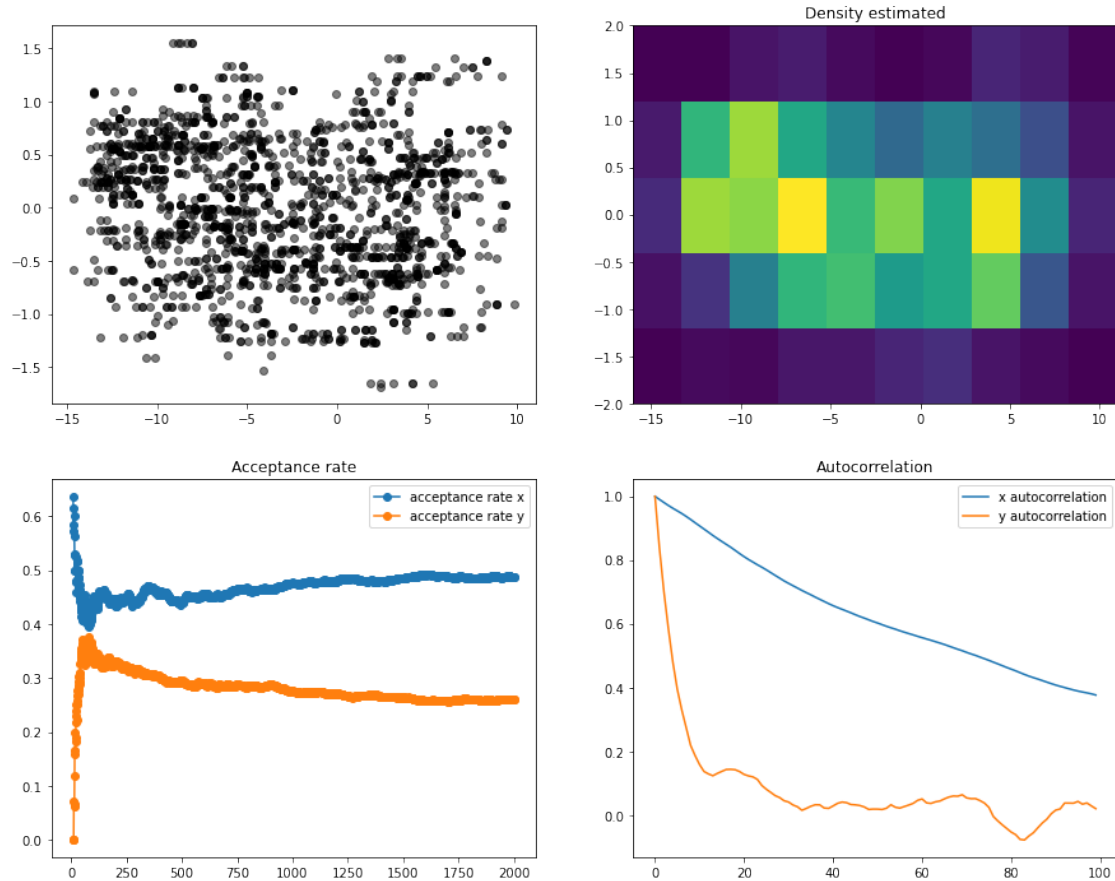 1.5
1.0
0.5
0.0
−0.5
−1.0
−1.5
−15 −10 −5 0 5 10
Density estimated
2.0
1.5
1.0
0.5
0.0
−0.5
−1.0
−1.5
−2.0
−15 −10 −5 0 5 10
Acceptance rate
acceptance rate x
acceptance rate y
0.6
0.5
0.4
0.3
0.2
0.1
0.0
0 250 500 750 1000 1250 1500 1750 2000
Autocorrelation
x autocorrelation
y autocorrelation
1.0
0.8
0.6
0.4
0.2
0.0
0 20 40 60 80 100